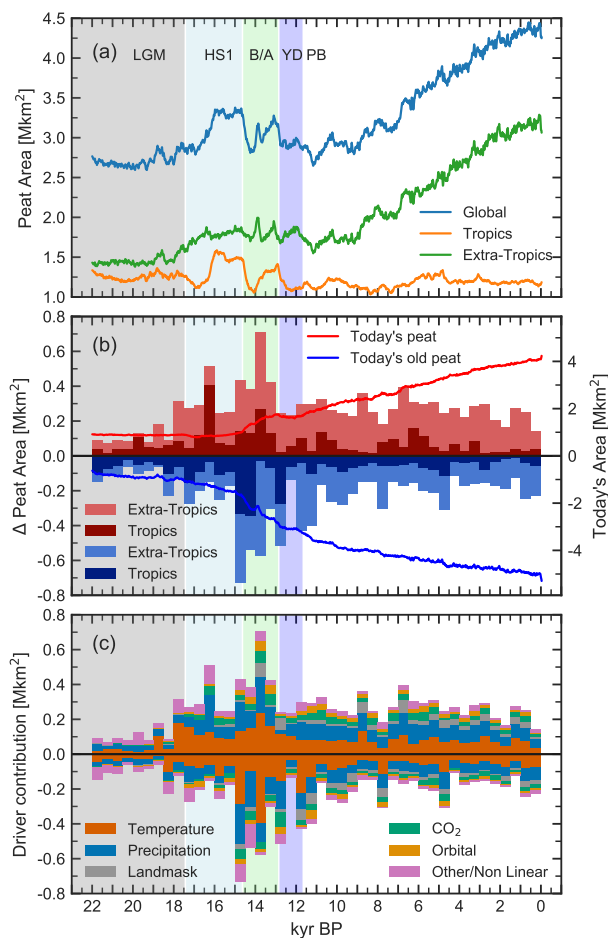 (a)
LGM HS1 B/A YD PB
Peat Area [Mkm²]
4.5
4.0
3.5
3.0
2.5
2.0
1.5
1.0
Global
Tropics
Extra-Tropics
(b)
Δ Peat Area [Mkm²]
0.8
0.6
0.4
0.2
0.0
-0.2
-0.4
-0.6
-0.8
Today's peat
Today's old peat
Extra-Tropics
Tropics
Extra-Tropics
Tropics
4
2
0
-2
-4
Today's Area [Mkm²]
(c)
Driver contribution [Mkm²]
0.8
0.6
0.4
0.2
0.0
-0.2
-0.4
-0.6
-0.8
Temperature
Precipitation
Landmask
CO₂
Orbital
Other/Non Linear
22 20 18 16 14 12 10 8 6 4 2 0
kyr BP